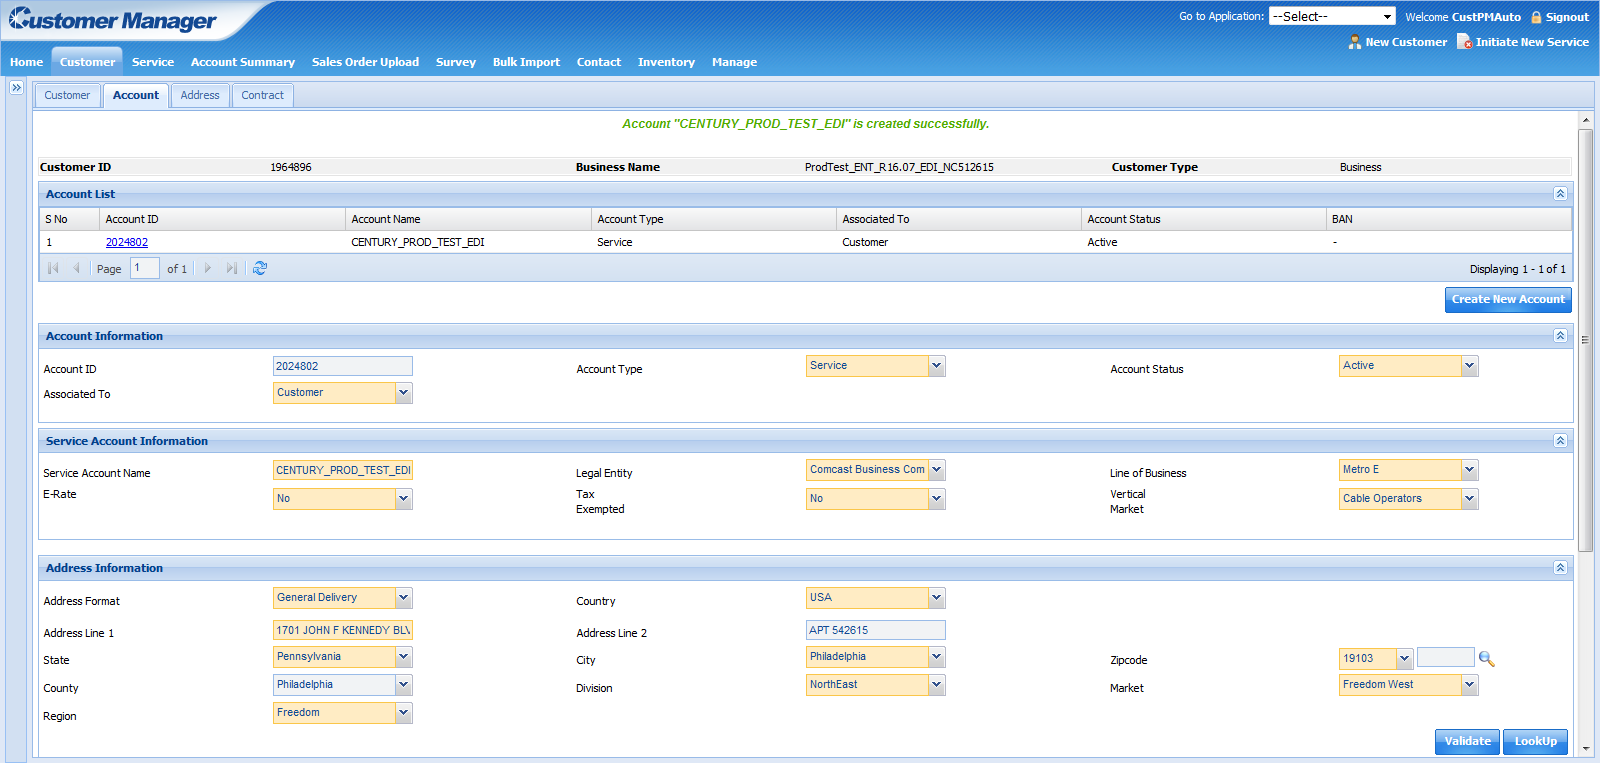 Customer Manager
Go to Application: --Select-- Welcome CustPMAuto Signout
New Customer Initiate New Service
Home Customer Service Account Summary Sales Order Upload Survey Bulk Import Contact Inventory Manage
Customer Account Address Contract
Account "CENTURY_PROD_TEST_EDI" is created successfully.
Customer ID 1964896 Business Name ProdTest_ENT_R16.07_EDI_NC512615 Customer Type Business
Account List
S No Account ID Account Name Account Type Associated To Account Status BAN
1 2024802 CENTURY_PROD_TEST_EDI Service Customer Active -
Page 1 of 1 Displaying 1 - 1 of 1
Create New Account
Account Information
Account ID 2024802 Account Type Service Account Status Active
Associated To Customer
Service Account Information
Service Account Name CENTURY_PROD_TEST_EDI Legal Entity Comcast Business Com Line of Business Metro E
E-Rate No Tax Exempted No Vertical Market Cable Operators
Address Information
Address Format General Delivery Country USA
Address Line 1 1701 JOHN F KENNEDY BLV Address Line 2 APT 542615
State Pennsylvania City Philadelphia Zipcode 19103
County Philadelphia Division NorthEast Market Freedom West
Region Freedom
Validate LookUp